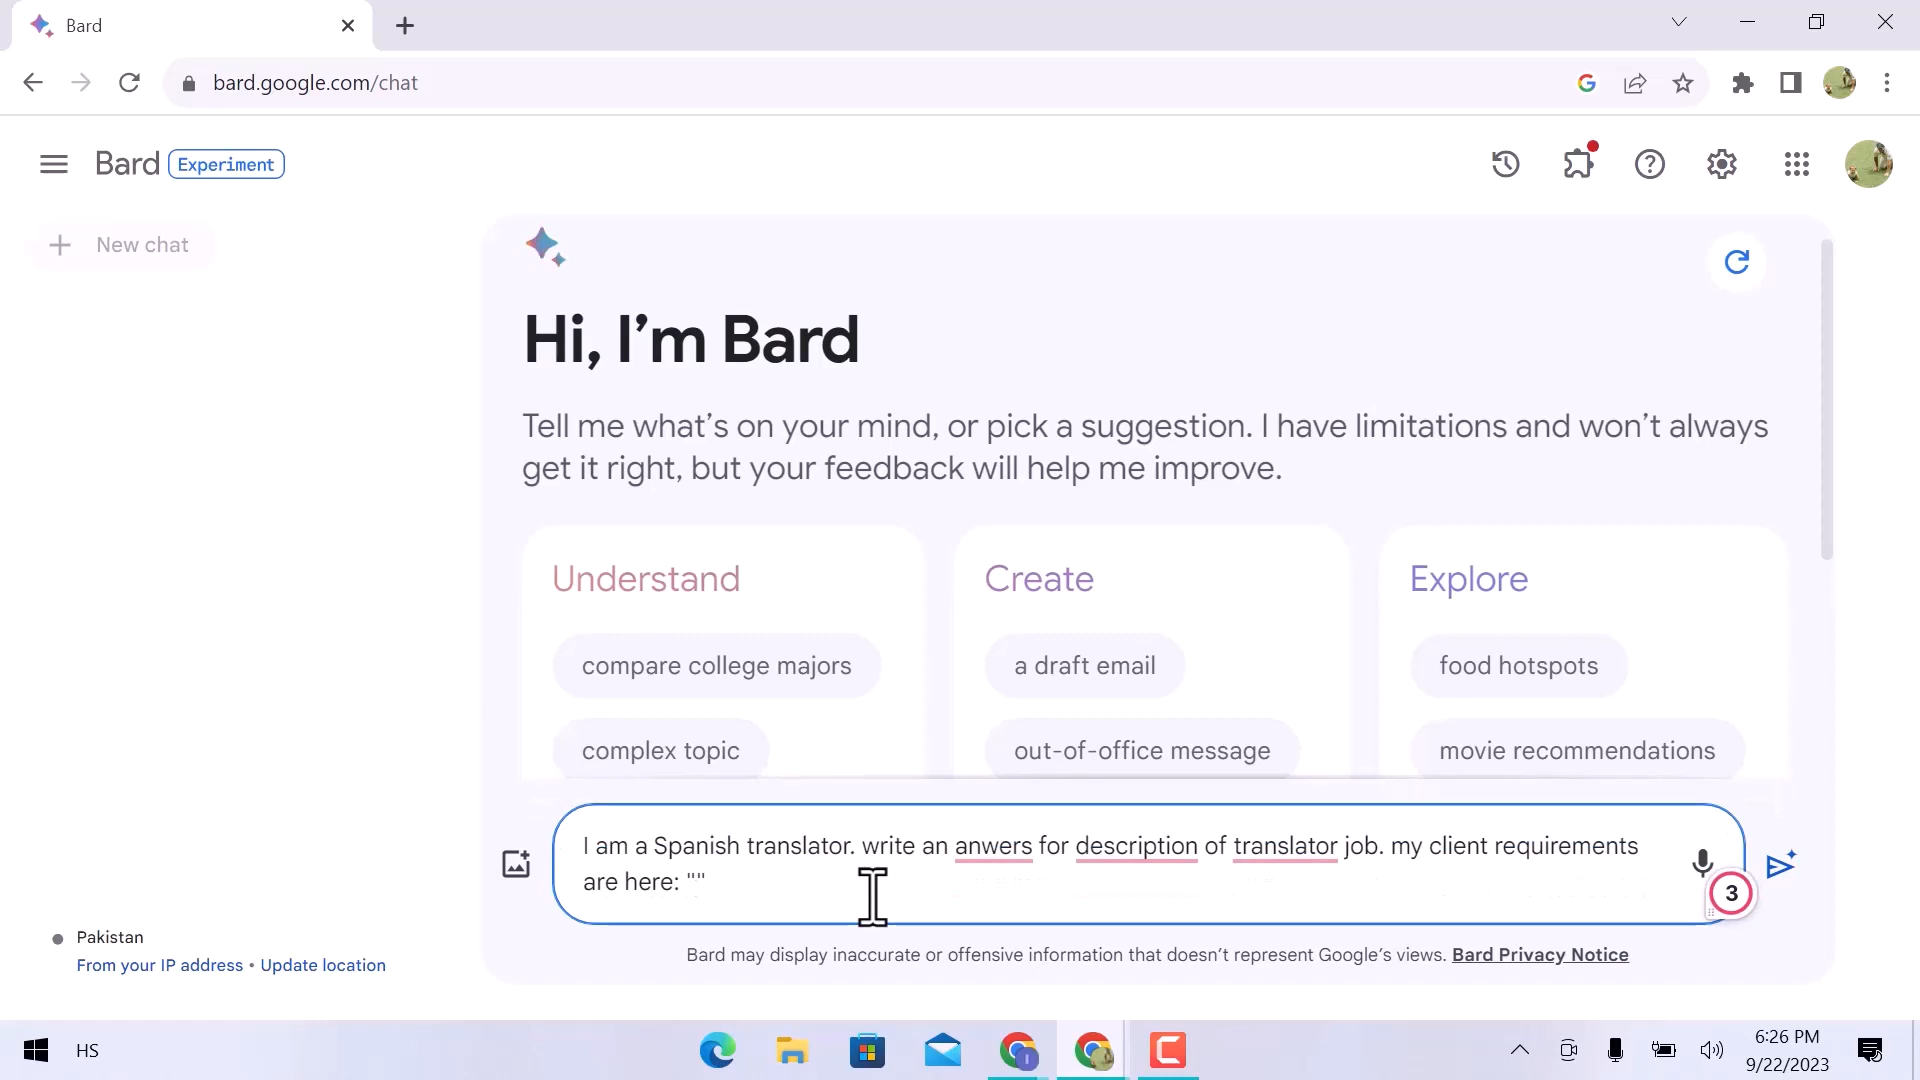 Bard
bard.google.com/chat
Bard Experiment
New chat
Hi, I’m Bard
Tell me what’s on your mind, or pick a suggestion. I have limitations and won’t always
get it right, but your feedback will help me improve.
Understand
compare college majors
complex topic
Create
a draft email
out-of-office message
Explore
food hotspots
movie recommendations
I am a Spanish translator. write an anwers for description of translator job. my client requirements
are here: ""
3
Bard may display inaccurate or offensive information that doesn’t represent Google’s views. Bard Privacy Notice
Pakistan
From your IP address • Update location
HS
6:26 PM
9/22/2023